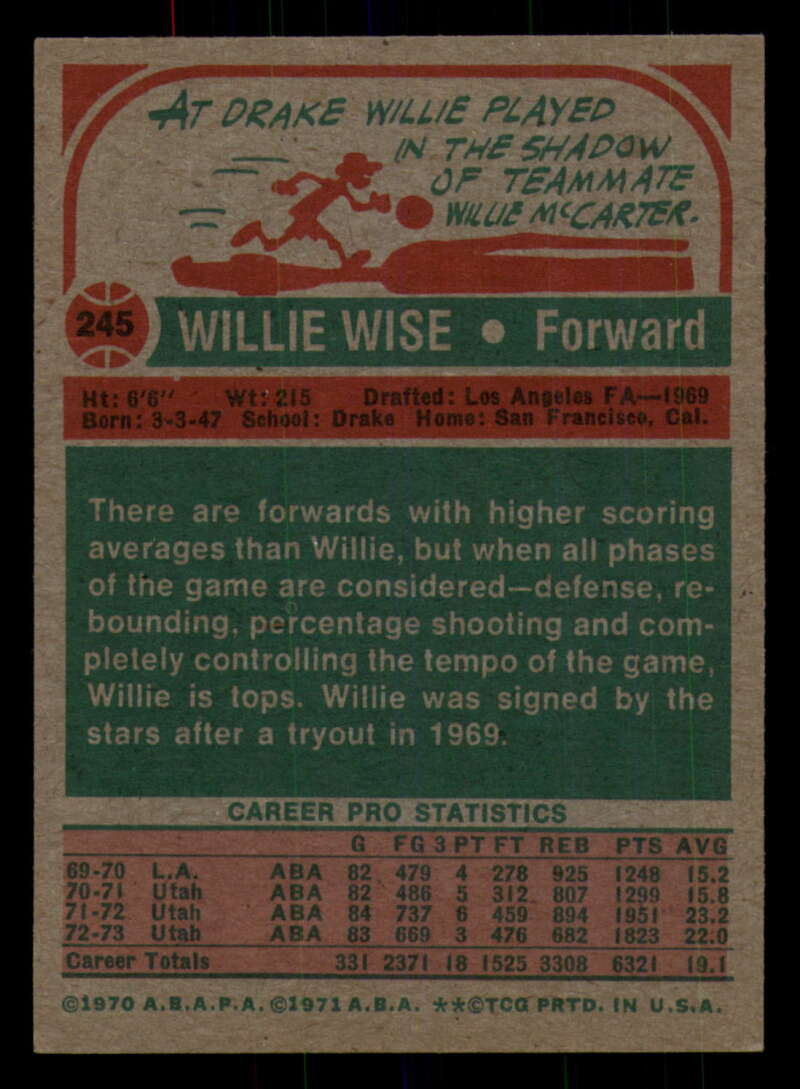 AT DRAKE WILLIE PLAYED
IN THE SHADOW
OF TEAMMATE
WILLIE McCARTER.
245 WILLIE WISE • Forward
Ht: 6'6" Wt: 215 Drafted: Los Angeles FA—1969
Born: 3-3-47 School: Drake Home: San Francisco, Cal.
There are forwards with higher scoring
averages than Willie, but when all phases
of the game are considered—defense, re-
bounding, percentage shooting and com-
pletely controlling the tempo of the game,
Willie is tops. Willie was signed by the
stars after a tryout in 1969.
CAREER PRO STATISTICS
G FG 3 PT FT REB PTS AVG
69-70 L.A. ABA 82 479 4 278 925 1248 15.2
70-71 Utah ABA 82 486 5 312 807 1299 15.8
71-72 Utah ABA 84 737 6 459 894 1951 23.2
72-73 Utah ABA 83 669 3 476 682 1823 22.0
Career Totals 331 2371 18 1525 3308 6321 19.1
©1970 A.B.A.P.A. ©1971 A.B.A. **©TCG PRTD. IN U.S.A.